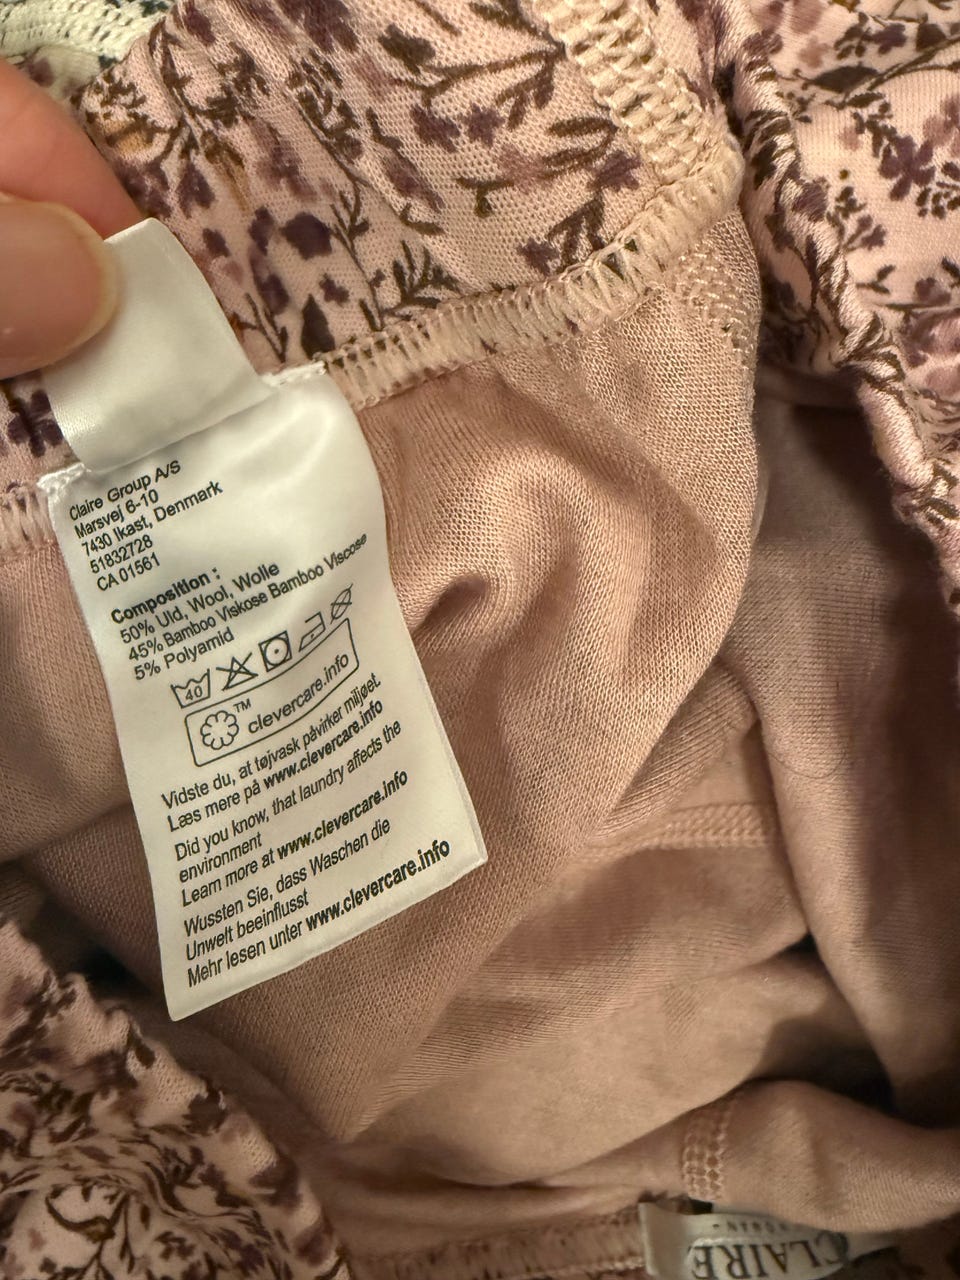 Claire Group A/S
Marsvej 6-10
7430 Ikast, Denmark
51832728
CA 01561
Composition :
50% Uld, Wool, Wolle
45% Bamboo Viskose Bamboo Viscose
5% Polyamid
40
TM clevercare.info
Vidste du, at tøjvask påvirker miljøet.
Læs mere på www.clevercare.info
Did you know, that laundry affects the
environment
Learn more at www.clevercare.info
Wussten Sie, dass Waschen die
Unwelt beeinflusst
Mehr lesen unter www.clevercare.info
CLAIRE